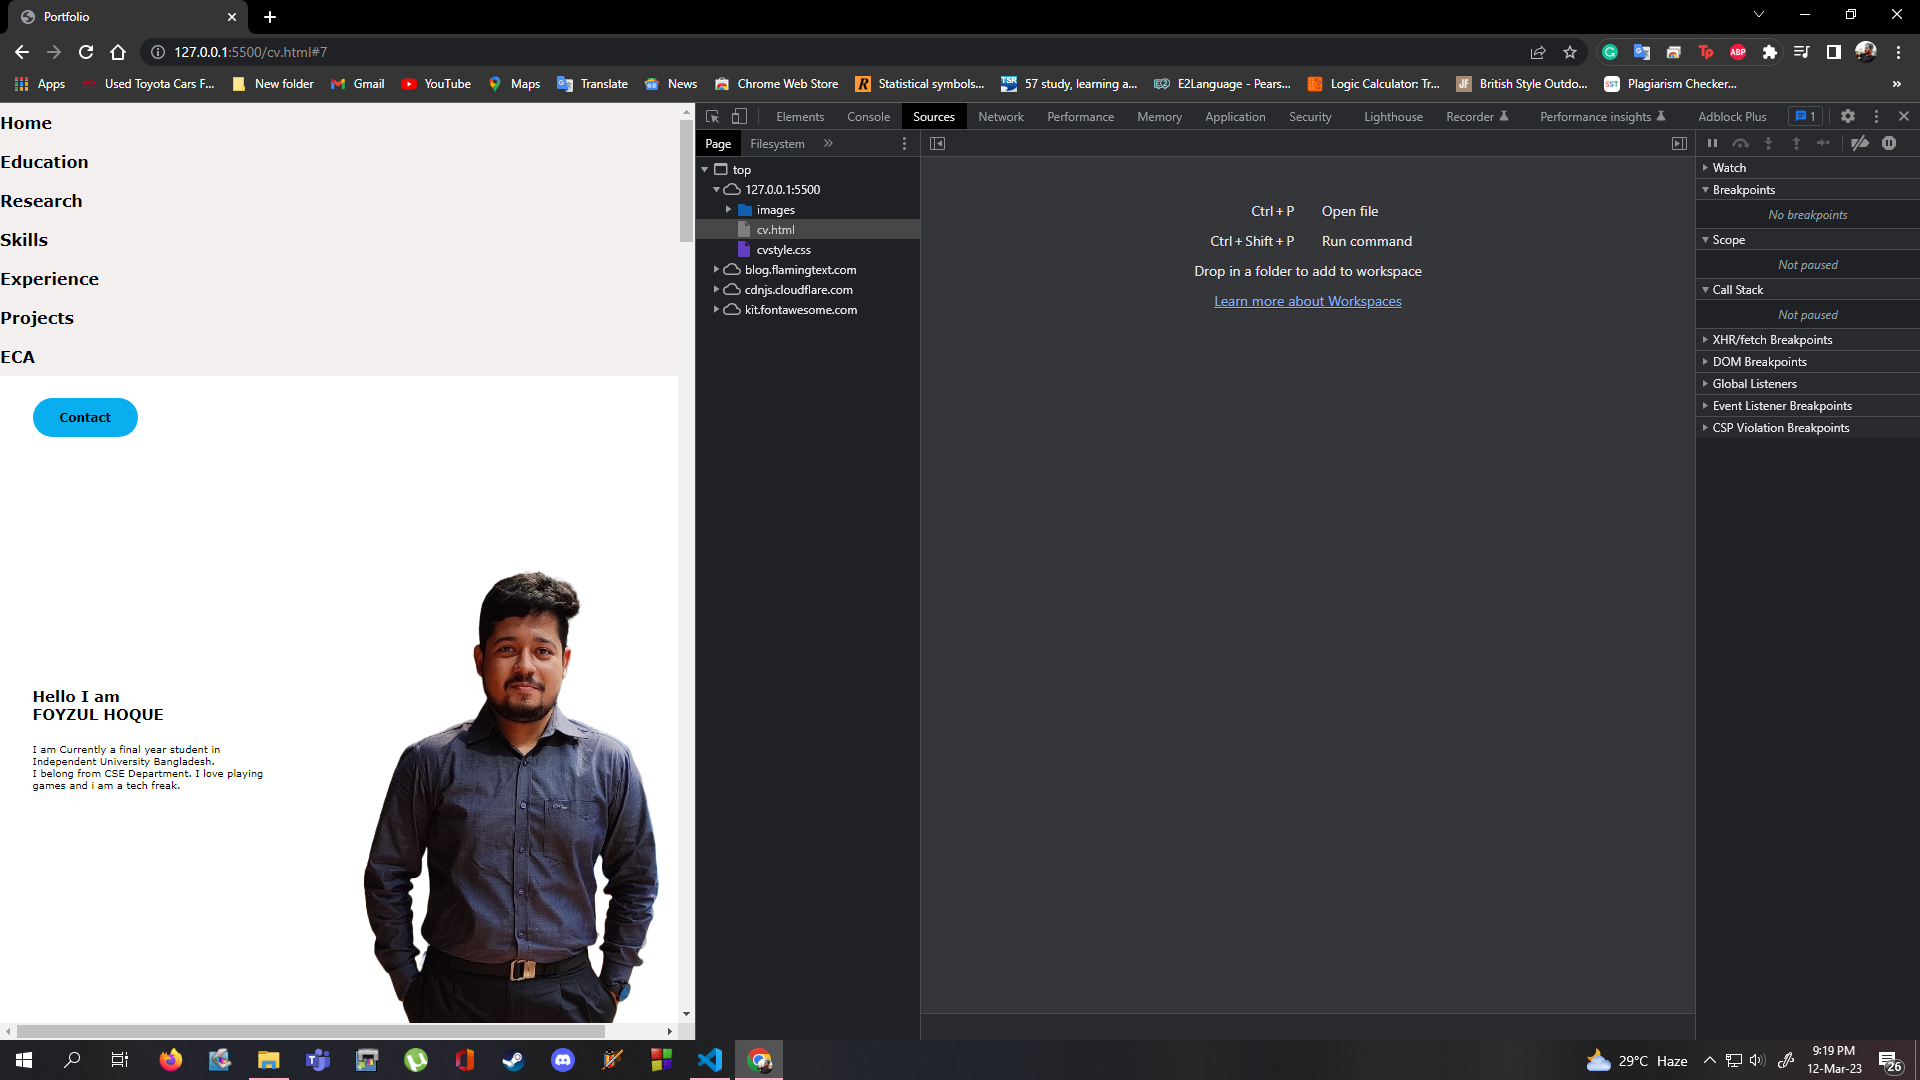 Portfolio
127.0.0.1:5500/cv.html#7
Apps Used Toyota Cars F... New folder Gmail YouTube Maps Translate News Chrome Web Store Statistical symbols... 57 study, learning a... E2Language - Pears... Logic Calculator: Tr... British Style Outdo... Plagiarism Checker... »
Home
Education
Research
Skills
Experience
Projects
ECA
Contact
Hello I am
FOYZUL HOQUE
I am Currently a final year student in
Independent University Bangladesh.
I belong from CSE Department. I love playing
games and i am a tech freak.
Elements Console Sources Network Performance Memory Application Security Lighthouse Recorder Performance insights Adblock Plus 1
Page Filesystem »
top
127.0.0.1:5500
images
cv.html
cvstyle.css
blog.flamingtext.com
cdnjs.cloudflare.com
kit.fontawesome.com
Ctrl + P Open file
Ctrl + Shift + P Run command
Drop in a folder to add to workspace
Learn more about Workspaces
Watch
Breakpoints
No breakpoints
Scope
Not paused
Call Stack
Not paused
XHR/fetch Breakpoints
DOM Breakpoints
Global Listeners
Event Listener Breakpoints
CSP Violation Breakpoints
29°C Haze
9:19 PM
12-Mar-23
26